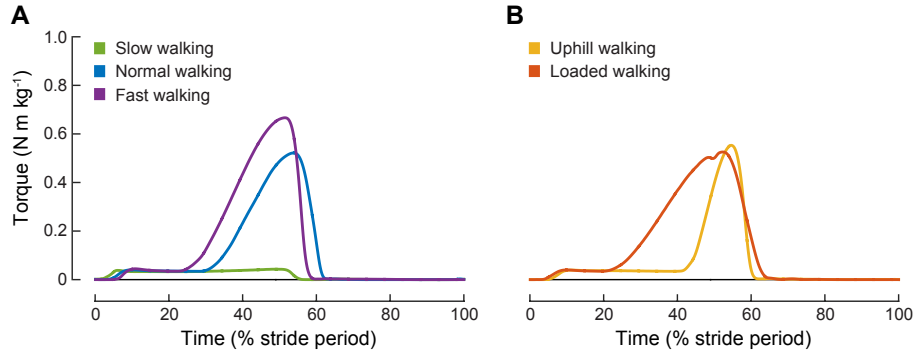 A
B
Torque (N m kg⁻¹)
1.0
0.8
0.6
0.4
0.2
0
Slow walking
Normal walking
Fast walking
Uphill walking
Loaded walking
0 20 40 60 80 100
0 20 40 60 80 100
Time (% stride period)
Time (% stride period)